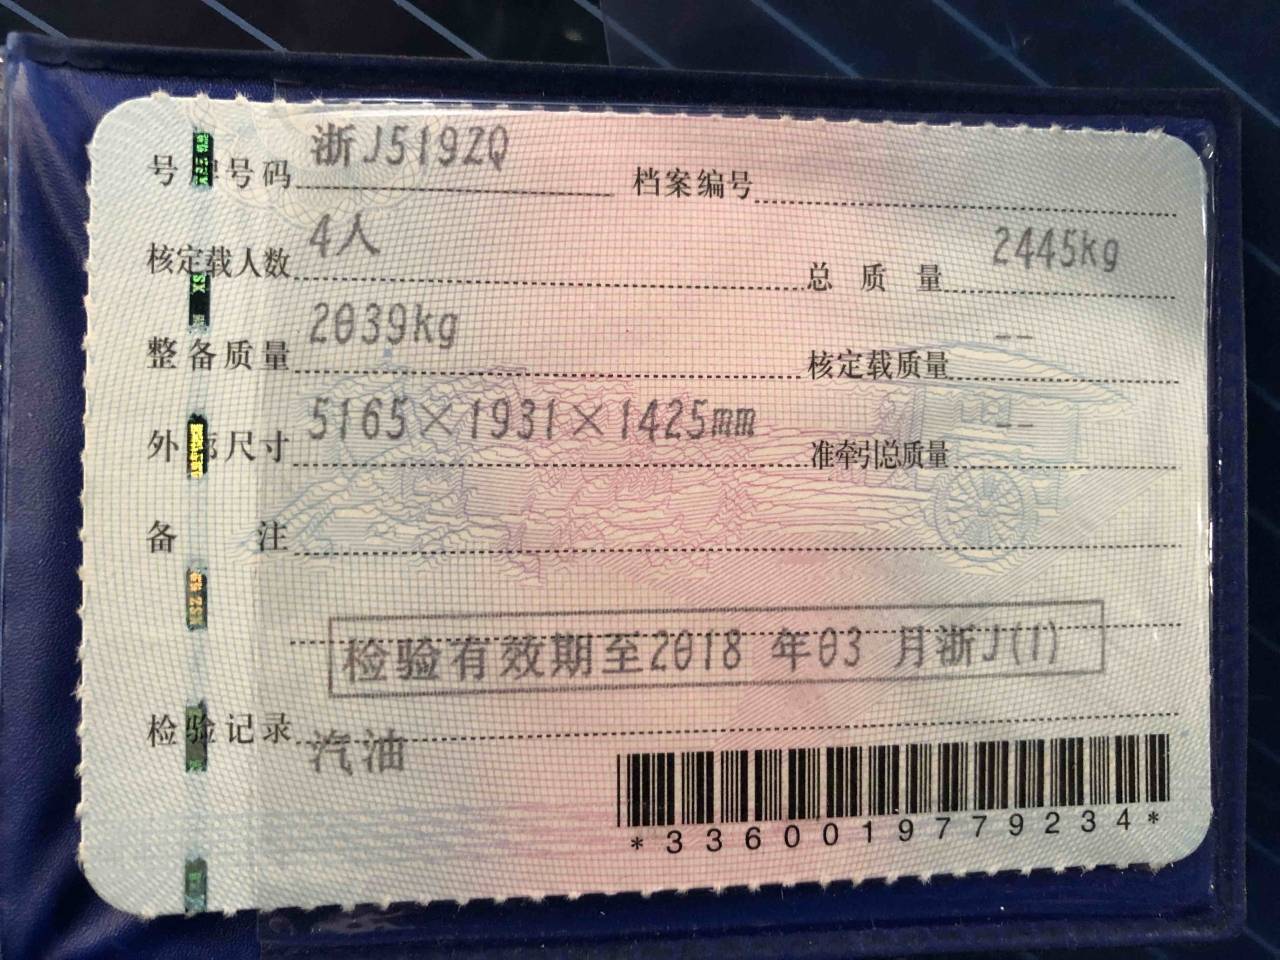 号牌号码 浙J519ZQ 档案编号
核定载人数 4人 总质量 2445kg
整备质量 2039kg 核定载质量 --
外廓尺寸 5165×1931×1425mm 准牵引总质量 --
备注
检验有效期至2018 年03 月浙J(1)
检验记录 汽油
*3360019779234*